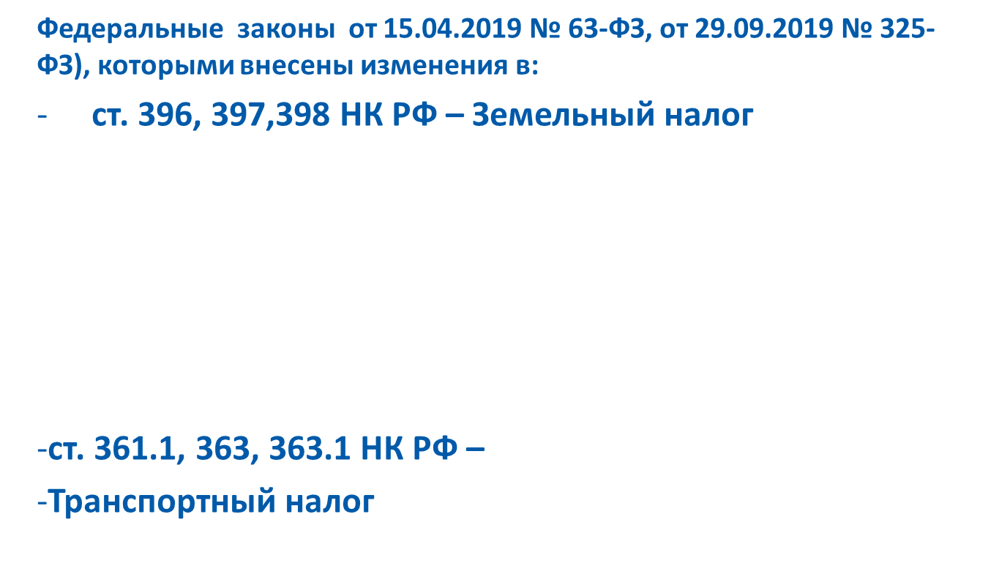 Федеральные законы от 15.04.2019 № 63-ФЗ, от 29.09.2019 № 325-
ФЗ), которыми внесены изменения в:
- ст. 396, 397,398 НК РФ – Земельный налог
-ст. 361.1, 363, 363.1 НК РФ –
-Транспортный налог